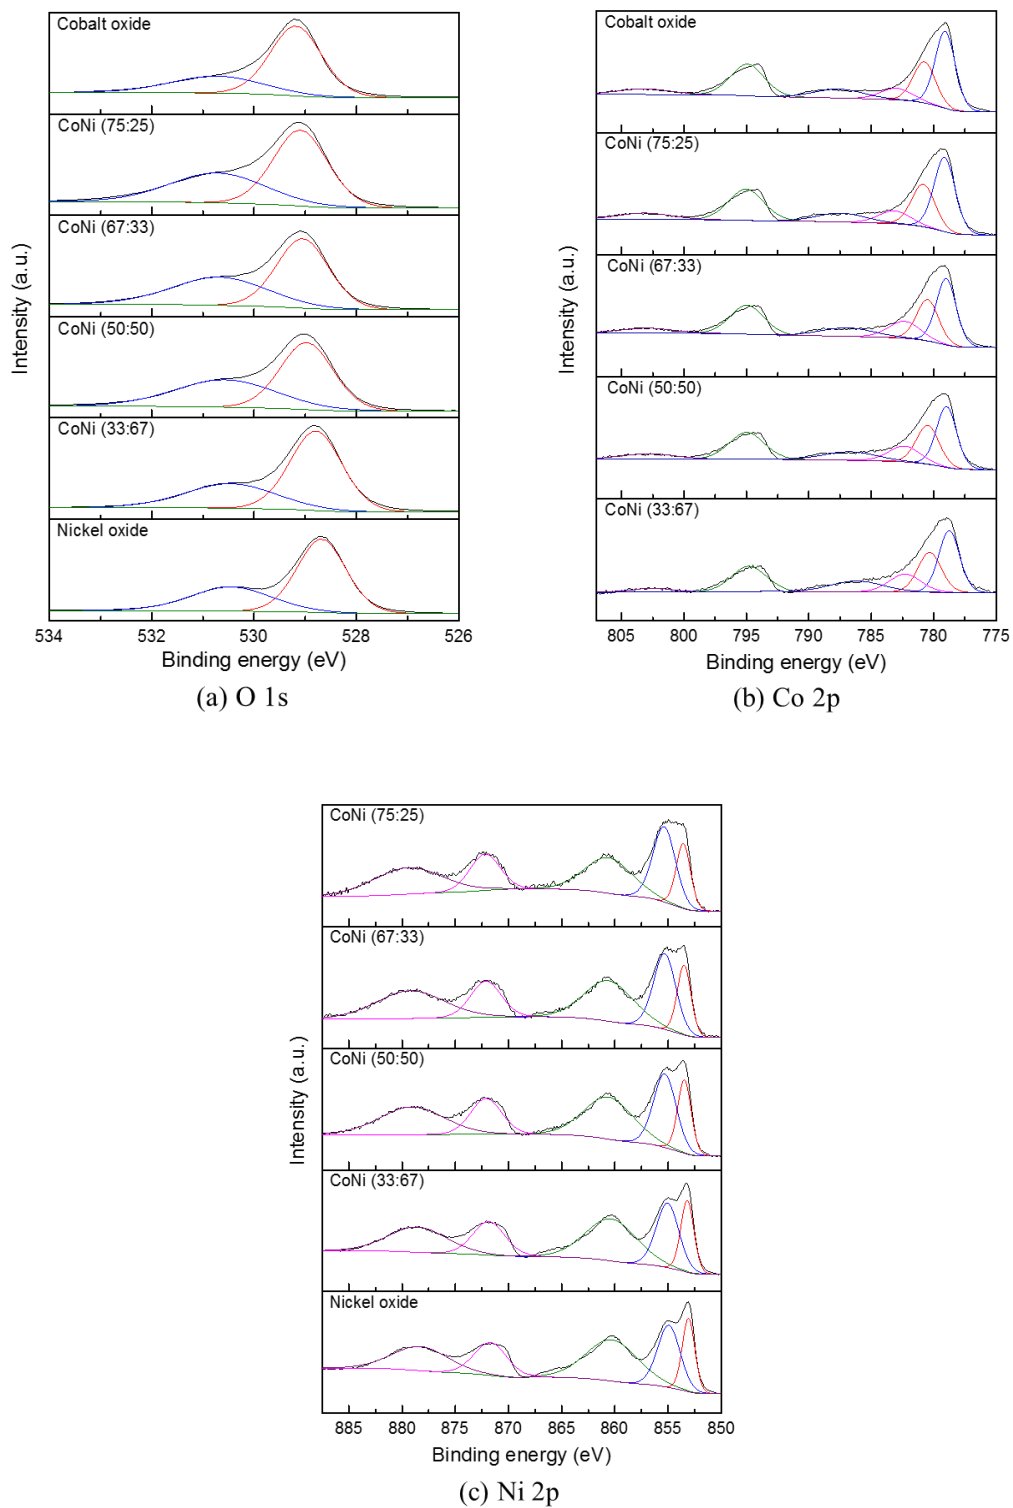 Cobalt oxide
CoNi (75:25)
CoNi (67:33)
CoNi (50:50)
CoNi (33:67)
Nickel oxide
Intensity (a.u.)
534 532 530 528 526
Binding energy (eV)
(a) O 1s
Cobalt oxide
CoNi (75:25)
CoNi (67:33)
CoNi (50:50)
CoNi (33:67)
Intensity (a.u.)
805 800 795 790 785 780 775
Binding energy (eV)
(b) Co 2p
CoNi (75:25)
CoNi (67:33)
CoNi (50:50)
CoNi (33:67)
Nickel oxide
Intensity (a.u.)
885 880 875 870 865 860 855 850
Binding energy (eV)
(c) Ni 2p